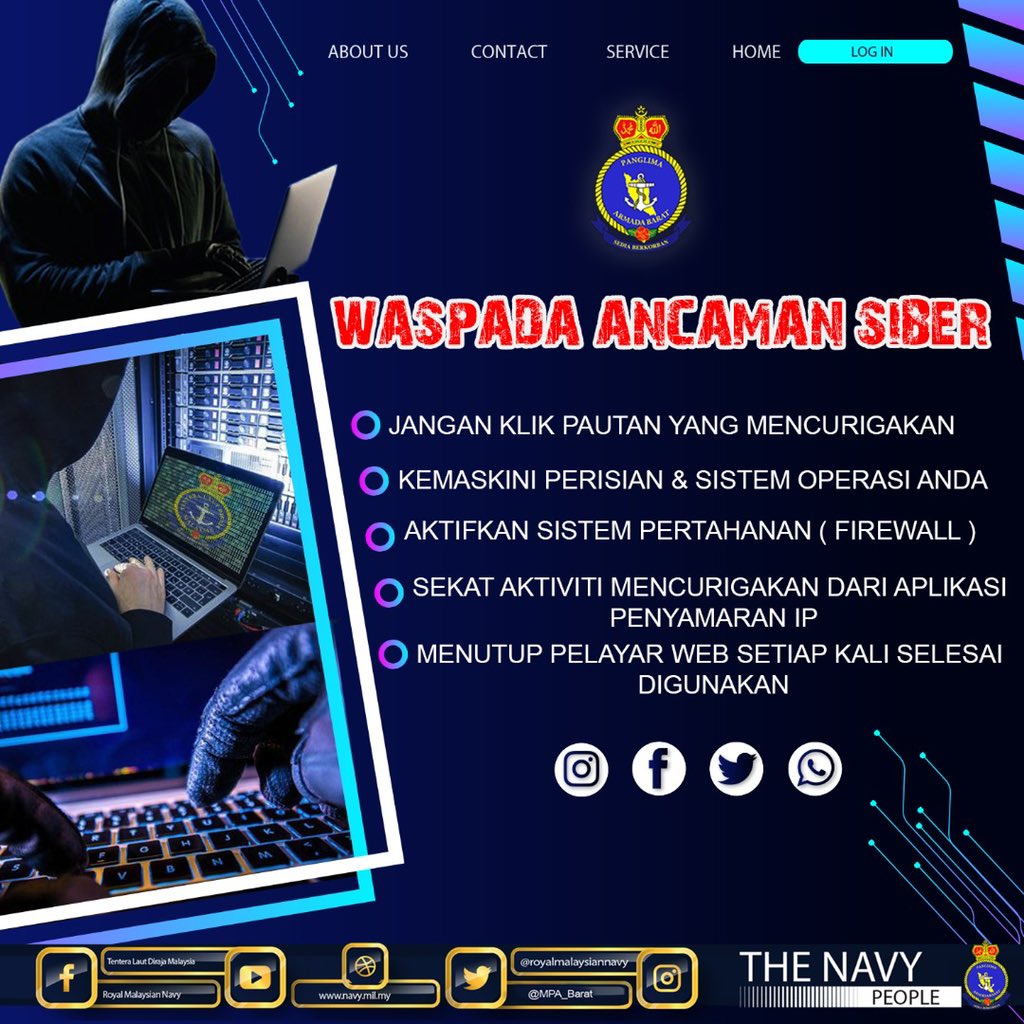 ABOUT US
CONTACT
SERVICE
HOME
LOG IN
PANGLIMA
ARMADA BARAT
SEDIA BERKORBAN
WASPADA ANCAMAN SIBER
JANGAN KLIK PAUTAN YANG MENCURIGAKAN
KEMASKINI PERISIAN & SISTEM OPERASI ANDA
AKTIFKAN SISTEM PERTAHANAN ( FIREWALL )
SEKAT AKTIVITI MENCURIGAKAN DARI APLIKASI
PENYAMARAN IP
MENUTUP PELAYAR WEB SETIAP KALI SELESAI
DIGUNAKAN
Tentera Laut Diraja Malaysia
Royal Malaysian Navy
www.navy.mil.my
@royalmalaysiannavy
@MPA_Barat
THE NAVY
PEOPLE